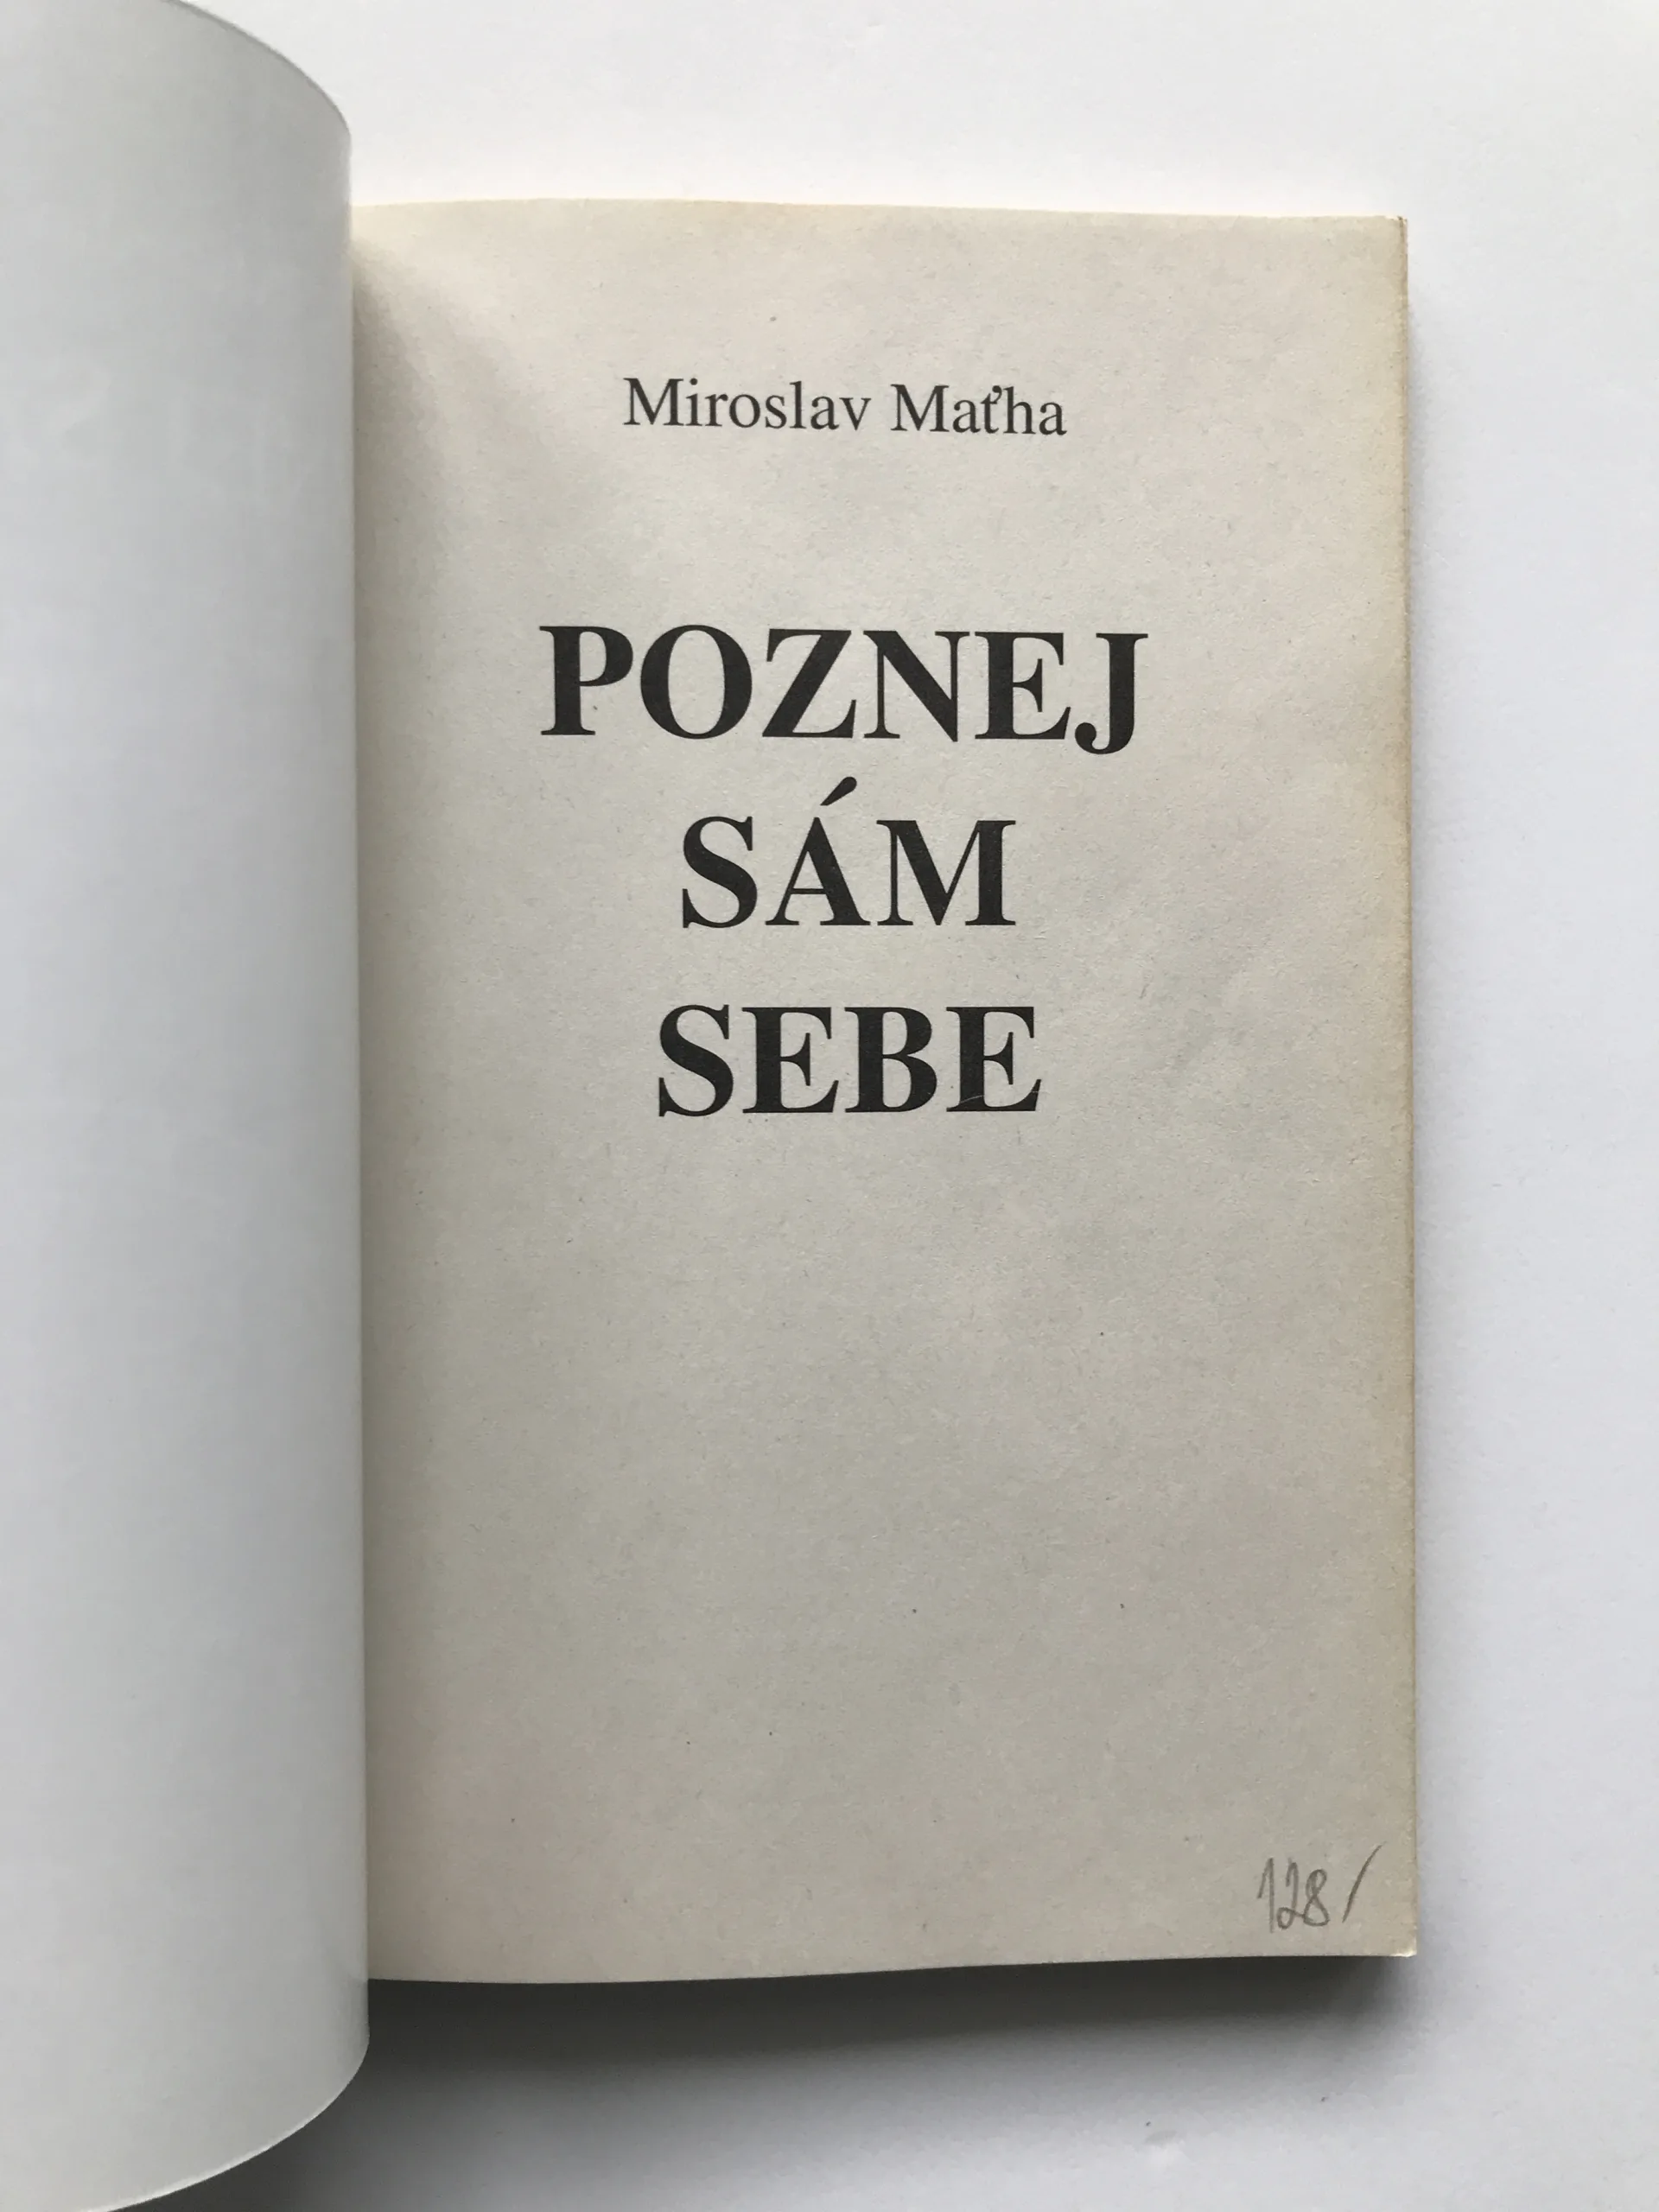 Miroslav Maťha
POZNEJ
SÁM
SEBE
128/